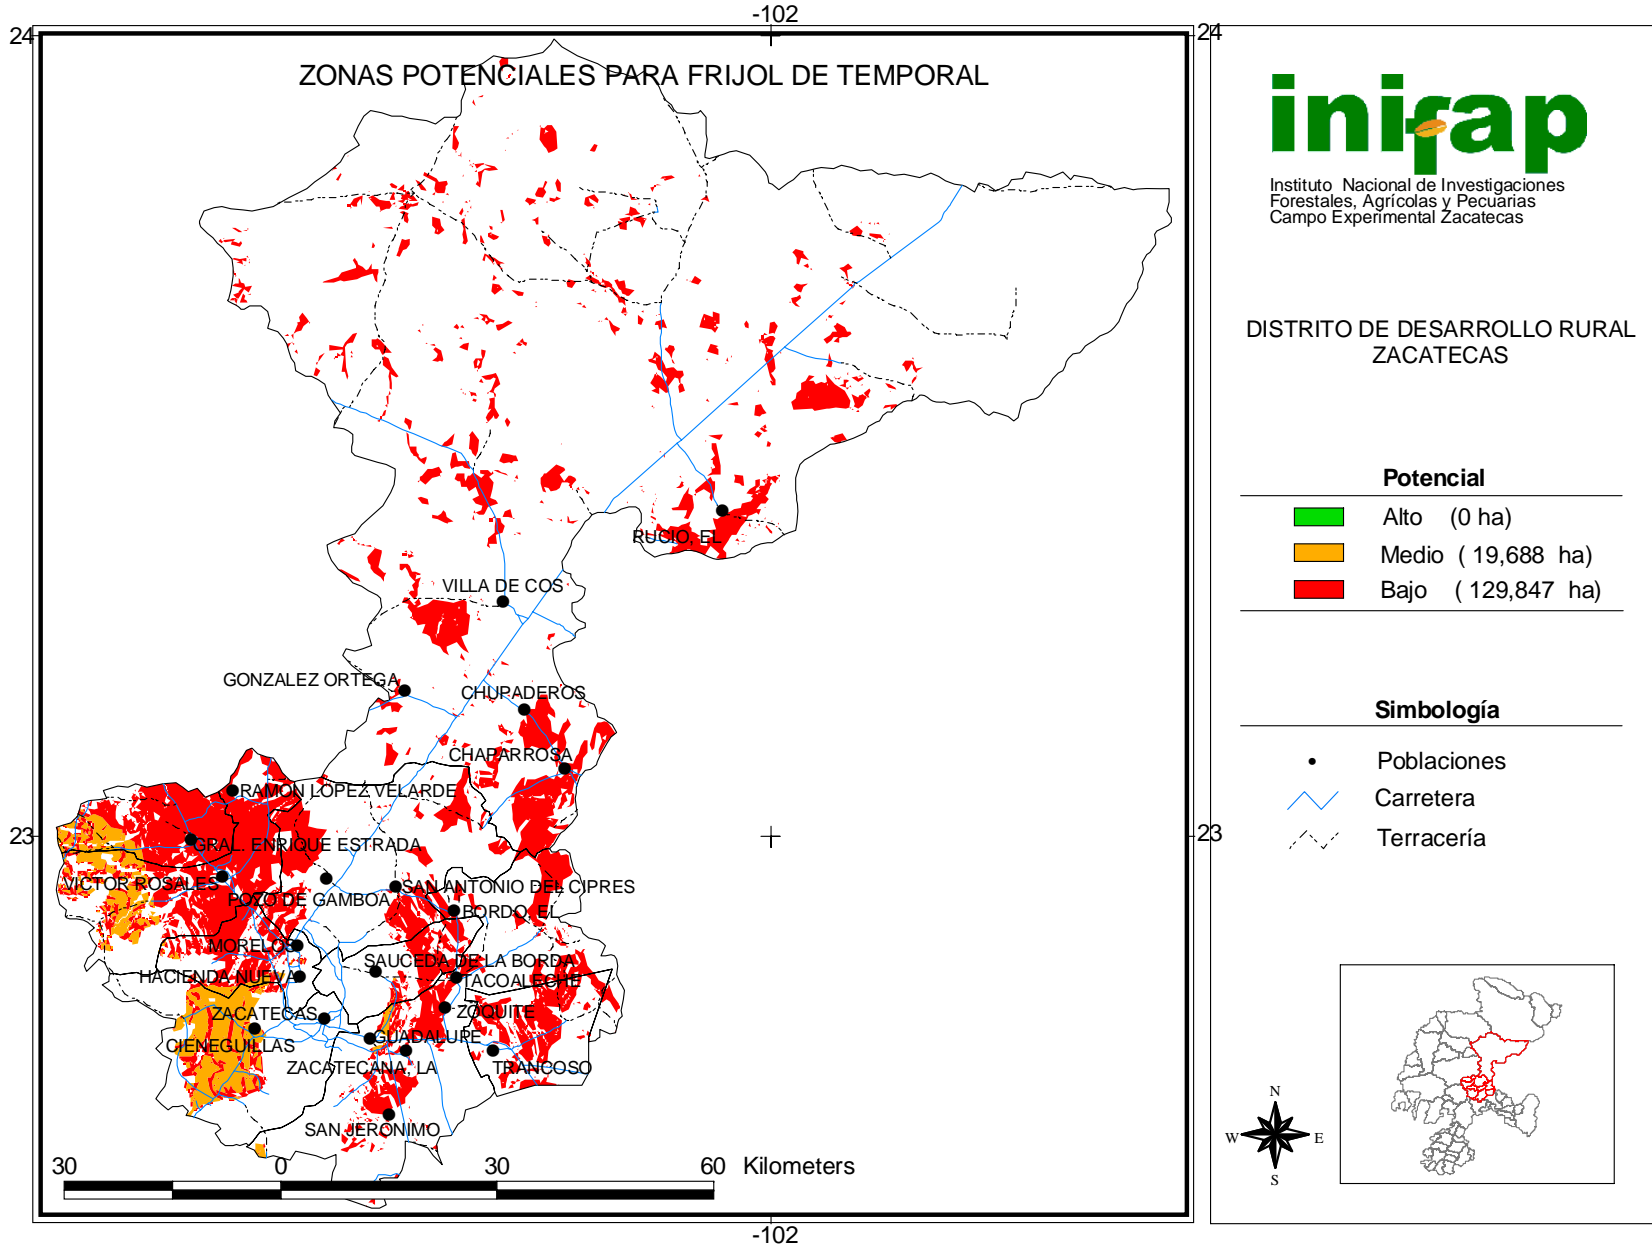 -102
24
24
ZONAS POTENCIALES PARA FRIJOL DE TEMPORAL
inifap
Instituto Nacional de Investigaciones
Forestales, Agrícolas y Pecuarias
Campo Experimental Zacatecas
DISTRITO DE DESARROLLO RURAL
ZACATECAS
Potencial
Alto (0 ha)
Medio ( 19,688 ha)
Bajo ( 129,847 ha)
Simbología
Poblaciones
Carretera
Terracería
RUCIO, EL
VILLA DE COS
GONZALEZ ORTEGA
CHUPADEROS
CHAPARROSA
RAMON LOPEZ VELARDE
23
23
GRAL. ENRIQUE ESTRADA
VICTOR ROSALES
SAN ANTONIO DEL CIPRES
POZO DE GAMBOA
BORDO, EL
MORELOS
SAUCEDA DE LA BORDA
HACIENDA NUEVA
TACOALECHE
ZACATECAS
ZOQUITE
GUADALUPE
CIENEGUILLAS
ZACATECANA, LA
TRANCOSO
SAN JERONIMO
30 0 30 60 Kilometers
N
W E
S
-102